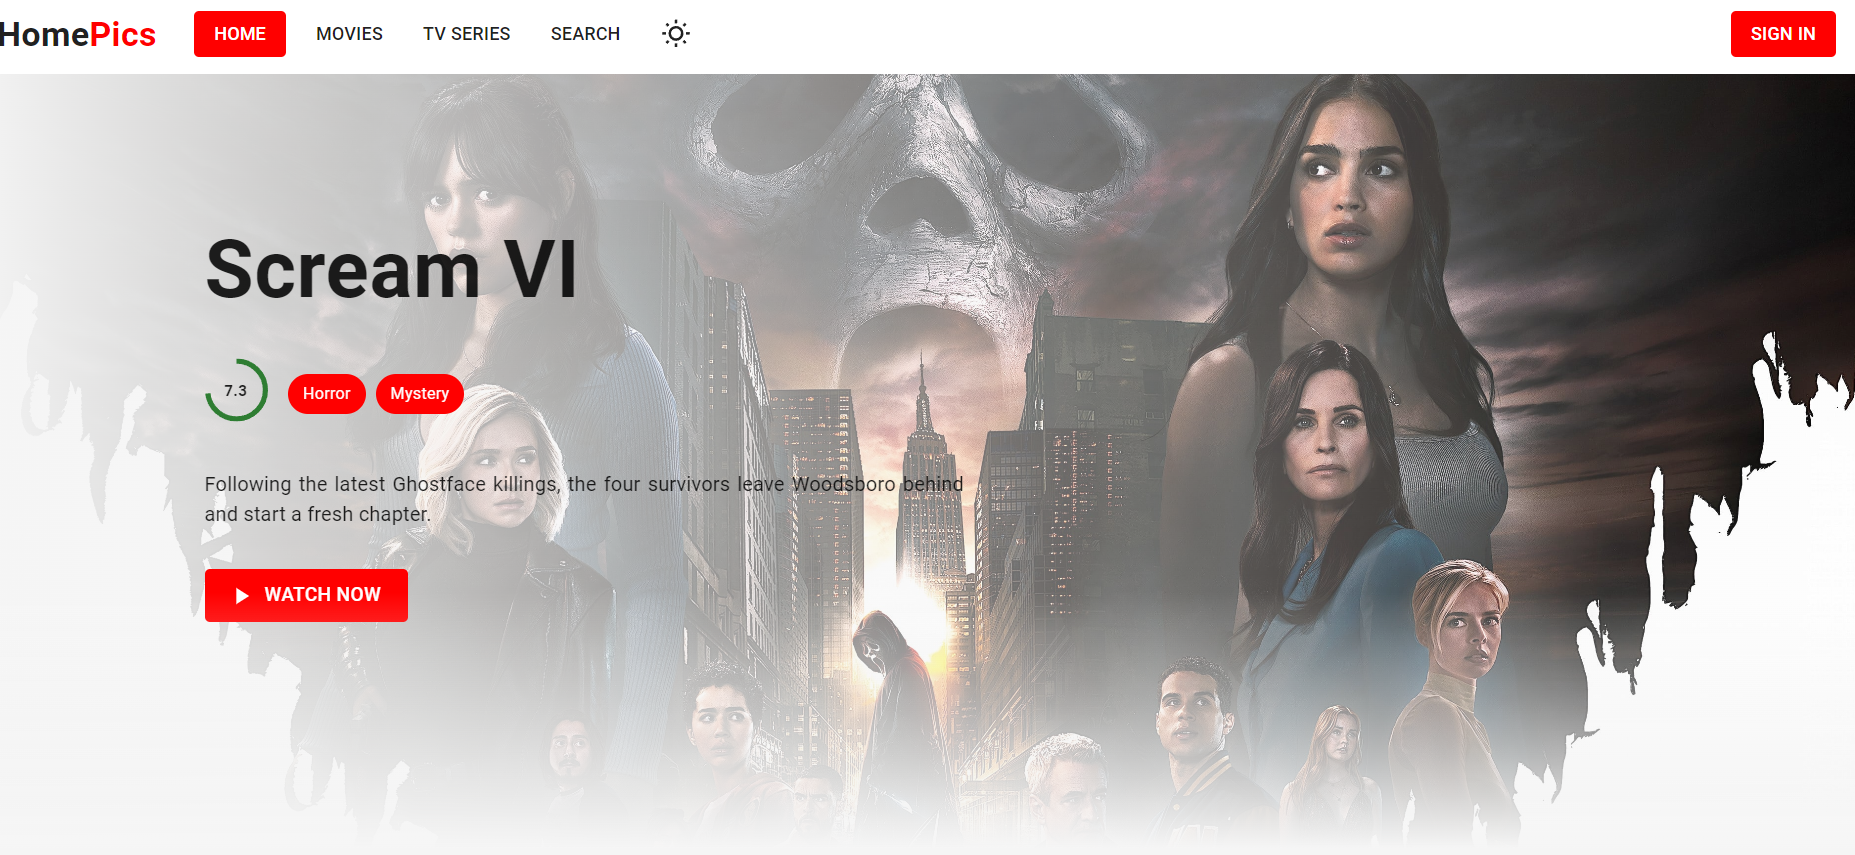 HomePics HOME MOVIES TV SERIES SEARCH SIGN IN
Scream VI
7.3 Horror Mystery
Following the latest Ghostface killings, the four survivors leave Woodsboro behind
and start a fresh chapter.
WATCH NOW